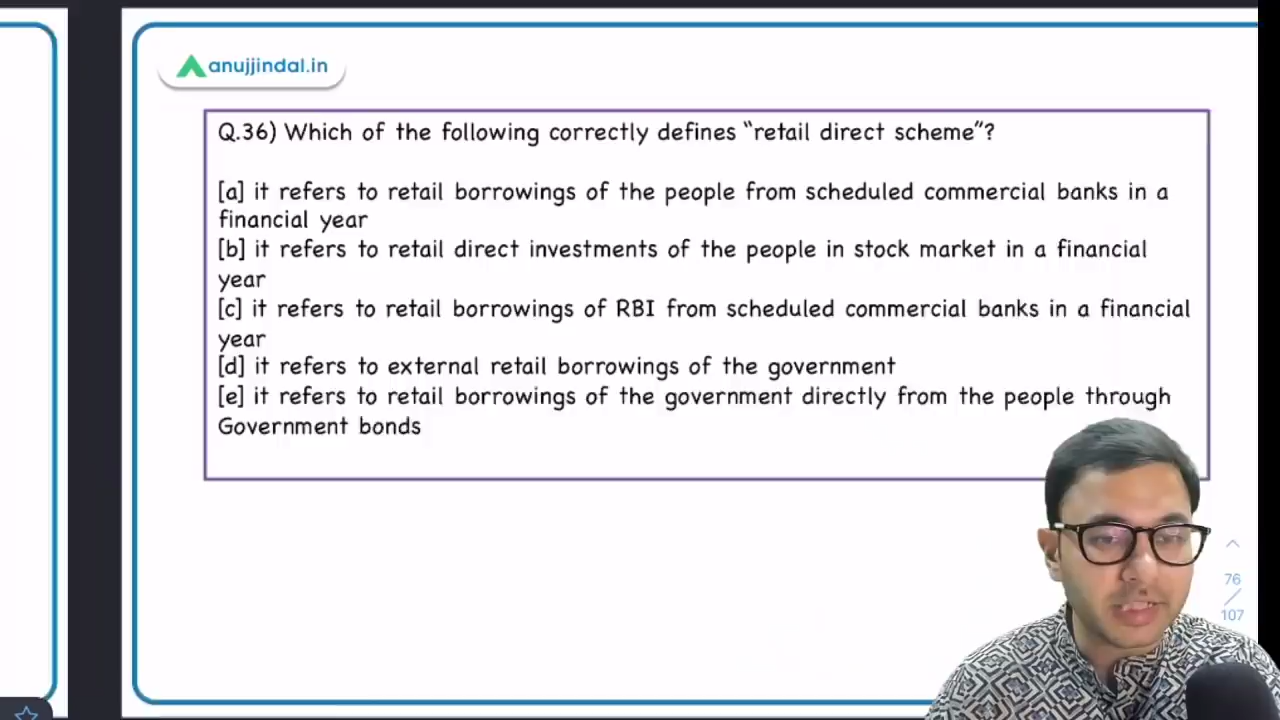 anujjindal.in
Q.36) Which of the following correctly defines “retail direct scheme”?
[a] it refers to retail borrowings of the people from scheduled commercial banks in a
financial year
[b] it refers to retail direct investments of the people in stock market in a financial
year
[c] it refers to retail borrowings of RBI from scheduled commercial banks in a financial
year
[d] it refers to external retail borrowings of the government
[e] it refers to retail borrowings of the government directly from the people through
Government bonds
76
107